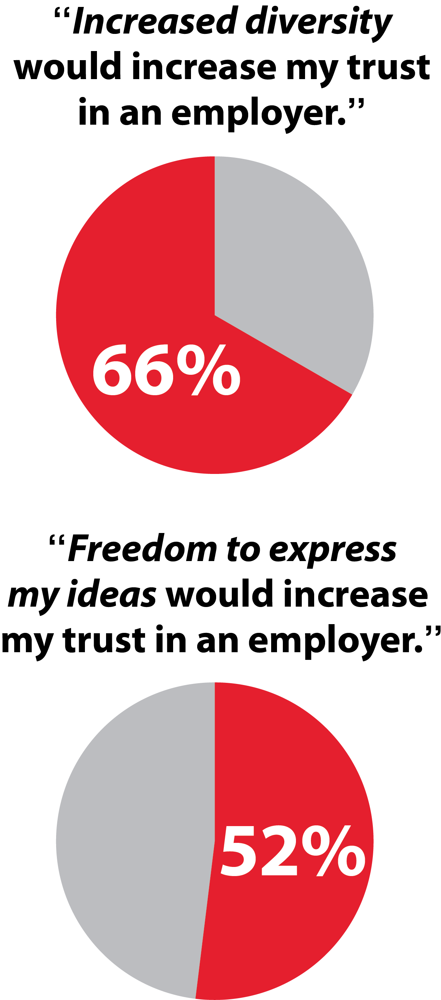 ‘‘Increased diversity
would increase my trust
in an employer.’’
66%
‘‘Freedom to express
my ideas would increase
my trust in an employer.’’
52%